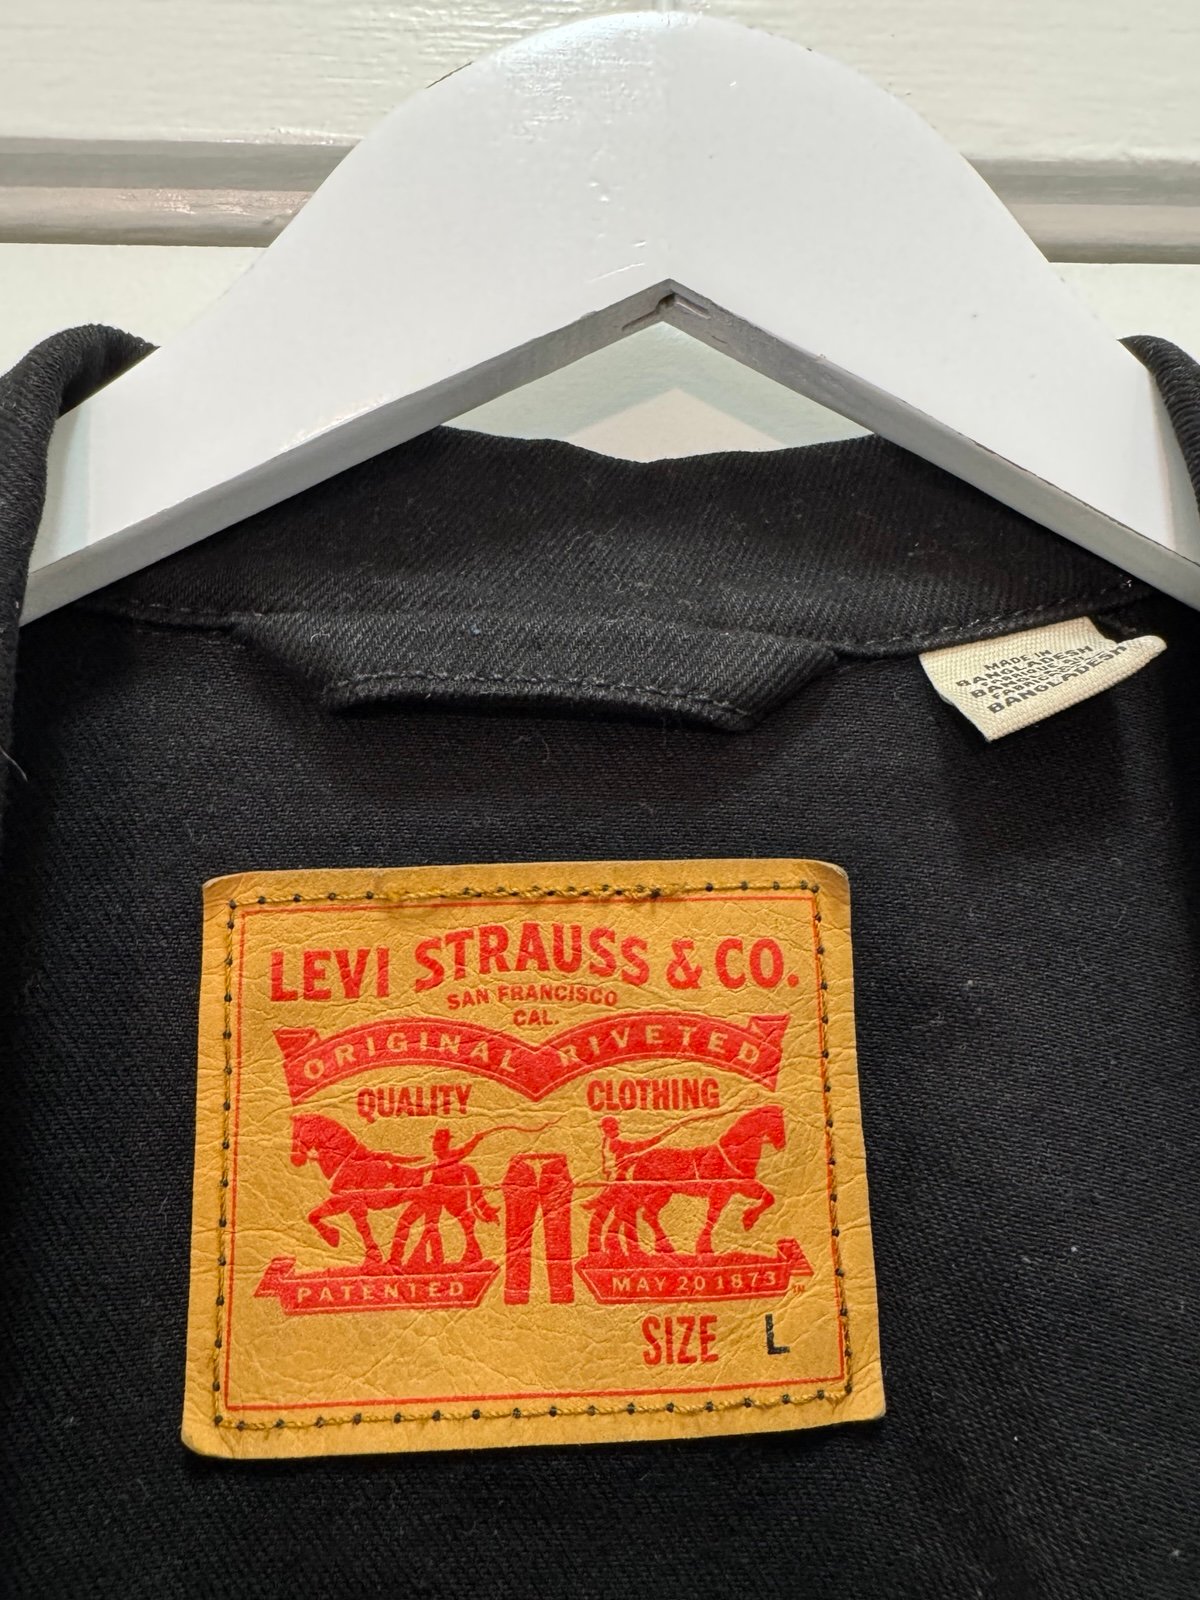 MADE IN
BANGLADESH
BANGLADESH
LEVI STRAUSS & CO.
SAN FRANCISCO
CAL.
ORIGINAL RIVETED
QUALITY CLOTHING
PATENTED MAY 20 1873 ™
SIZE L